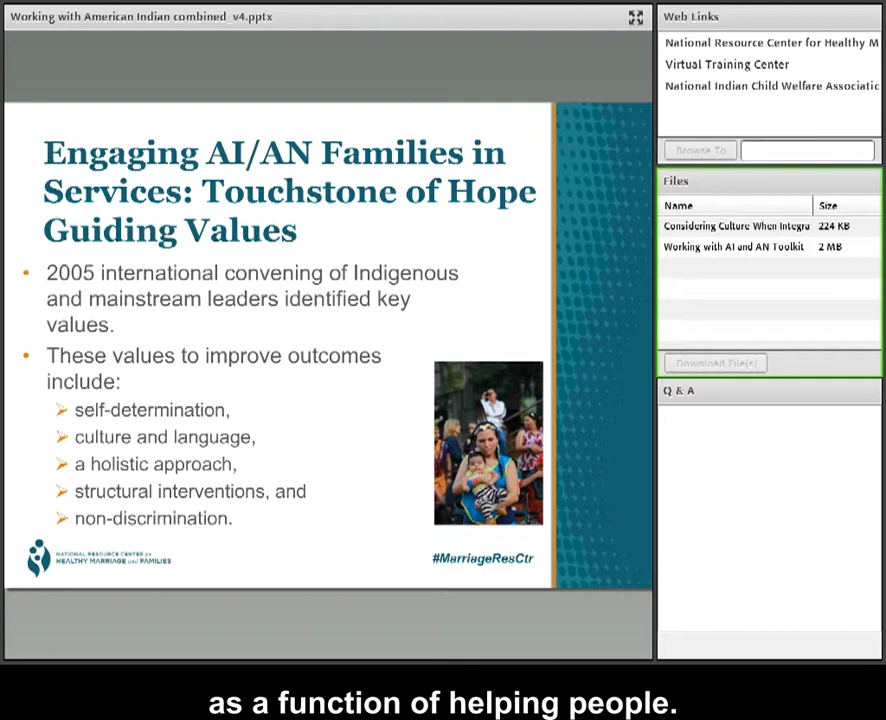 Working with American Indian combined_v4.pptx
Engaging AI/AN Families in
Services: Touchstone of Hope
Guiding Values
• 2005 international convening of Indigenous
and mainstream leaders identified key
values.
• These values to improve outcomes
include:
➢ self-determination,
➢ culture and language,
➢ a holistic approach,
➢ structural interventions, and
➢ non-discrimination.
NATIONAL RESOURCE CENTER for
HEALTHY MARRIAGE and FAMILIES
#MarriageResCtr
Web Links
National Resource Center for Healthy M
Virtual Training Center
National Indian Child Welfare Associatic
Browse To
Files
Name Size
Considering Culture When Integra 224 KB
Working with AI and AN Toolkit 2 MB
Download File(s)
Q & A
as a function of helping people.